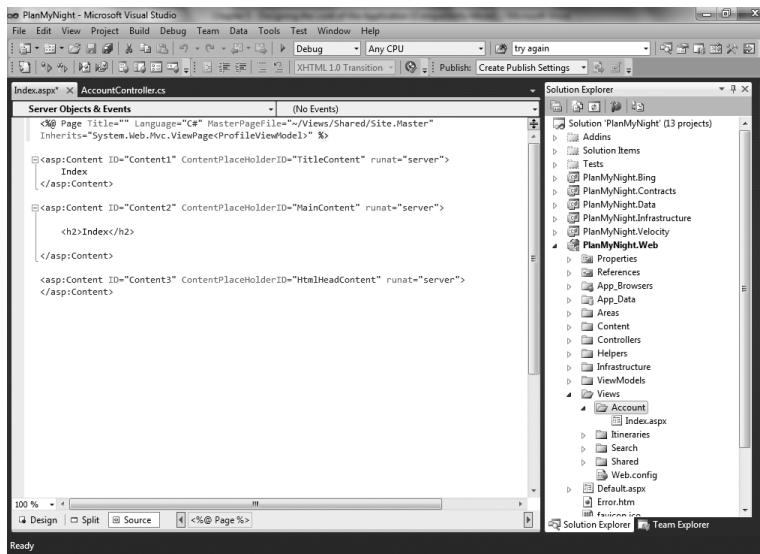 PlanMyNight - Microsoft Visual Studio
File Edit View Project Build Debug Team Data Tools Test Window Help
Debug Any CPU try again
XHTML 1.0 Transition Publish: Create Publish Settings
Index.aspx* AccountController.cs
Server Objects & Events (No Events)
<%@ Page Title="" Language="C#" MasterPageFile="~/Views/Shared/Site.Master"
Inherits="System.Web.Mvc.ViewPage<ProfileViewModel>" %>
<asp:Content ID="Content1" ContentPlaceHolderID="TitleContent" runat="server">
Index
</asp:Content>
<asp:Content ID="Content2" ContentPlaceHolderID="MainContent" runat="server">
<h2>Index</h2>
</asp:Content>
<asp:Content ID="Content3" ContentPlaceHolderID="HtmlHeadContent" runat="server">
</asp:Content>
100 %
Design Split Source <%@ Page %>
Solution Explorer
Solution 'PlanMyNight' (13 projects)
Addins
Solution Items
Tests
PlanMyNight.Bing
PlanMyNight.Contracts
PlanMyNight.Data
PlanMyNight.Infrastructure
PlanMyNight.Velocity
PlanMyNight.Web
Properties
References
App_Browsers
App_Data
Areas
Content
Controllers
Helpers
Infrastructure
ViewModels
Views
Account
Index.aspx
Itineraries
Search
Shared
Web.config
Default.aspx
Error.htm
favicon.ico
Solution Explorer Team Explorer
Ready